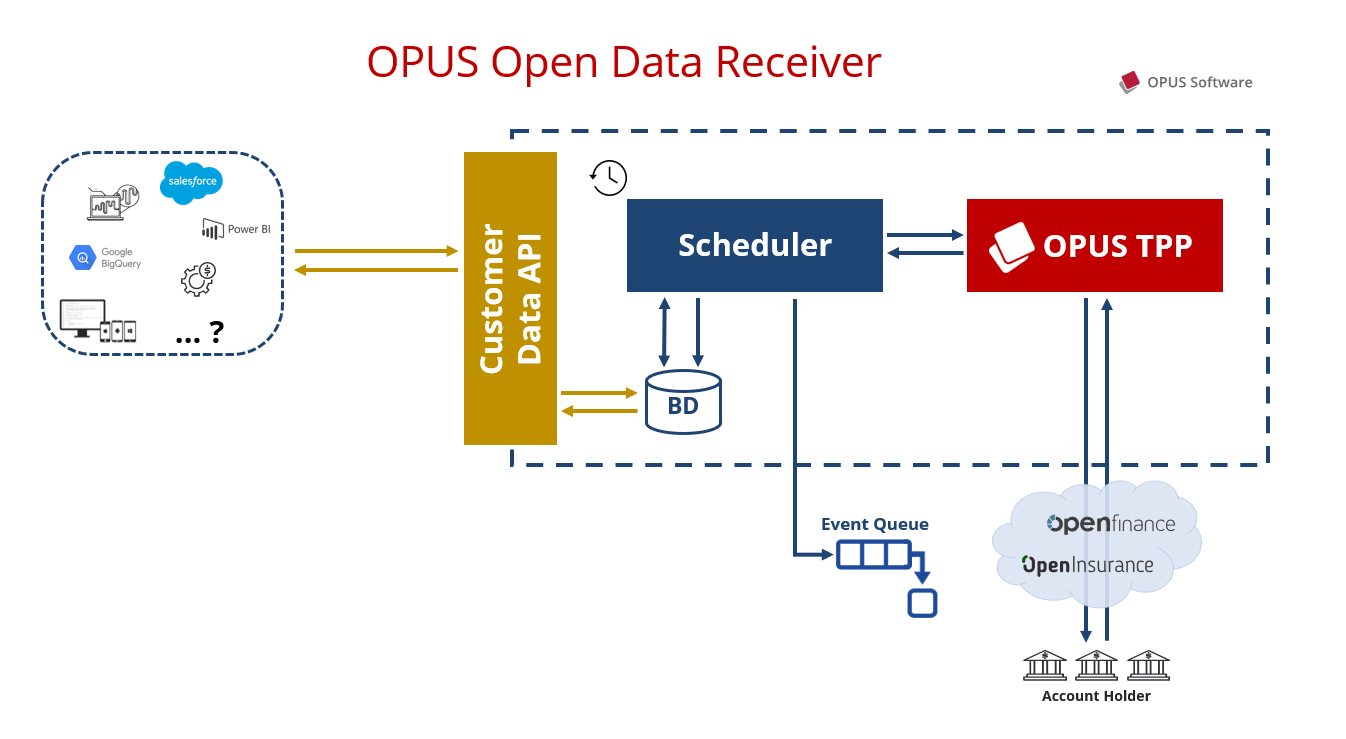 OPUS Open Data Receiver
OPUS Software
salesforce
Power BI
Google
BigQuery
... ?
Customer
Data API
Scheduler
OPUS TPP
BD
Event Queue
openfinance
OpenInsurance
Account Holder